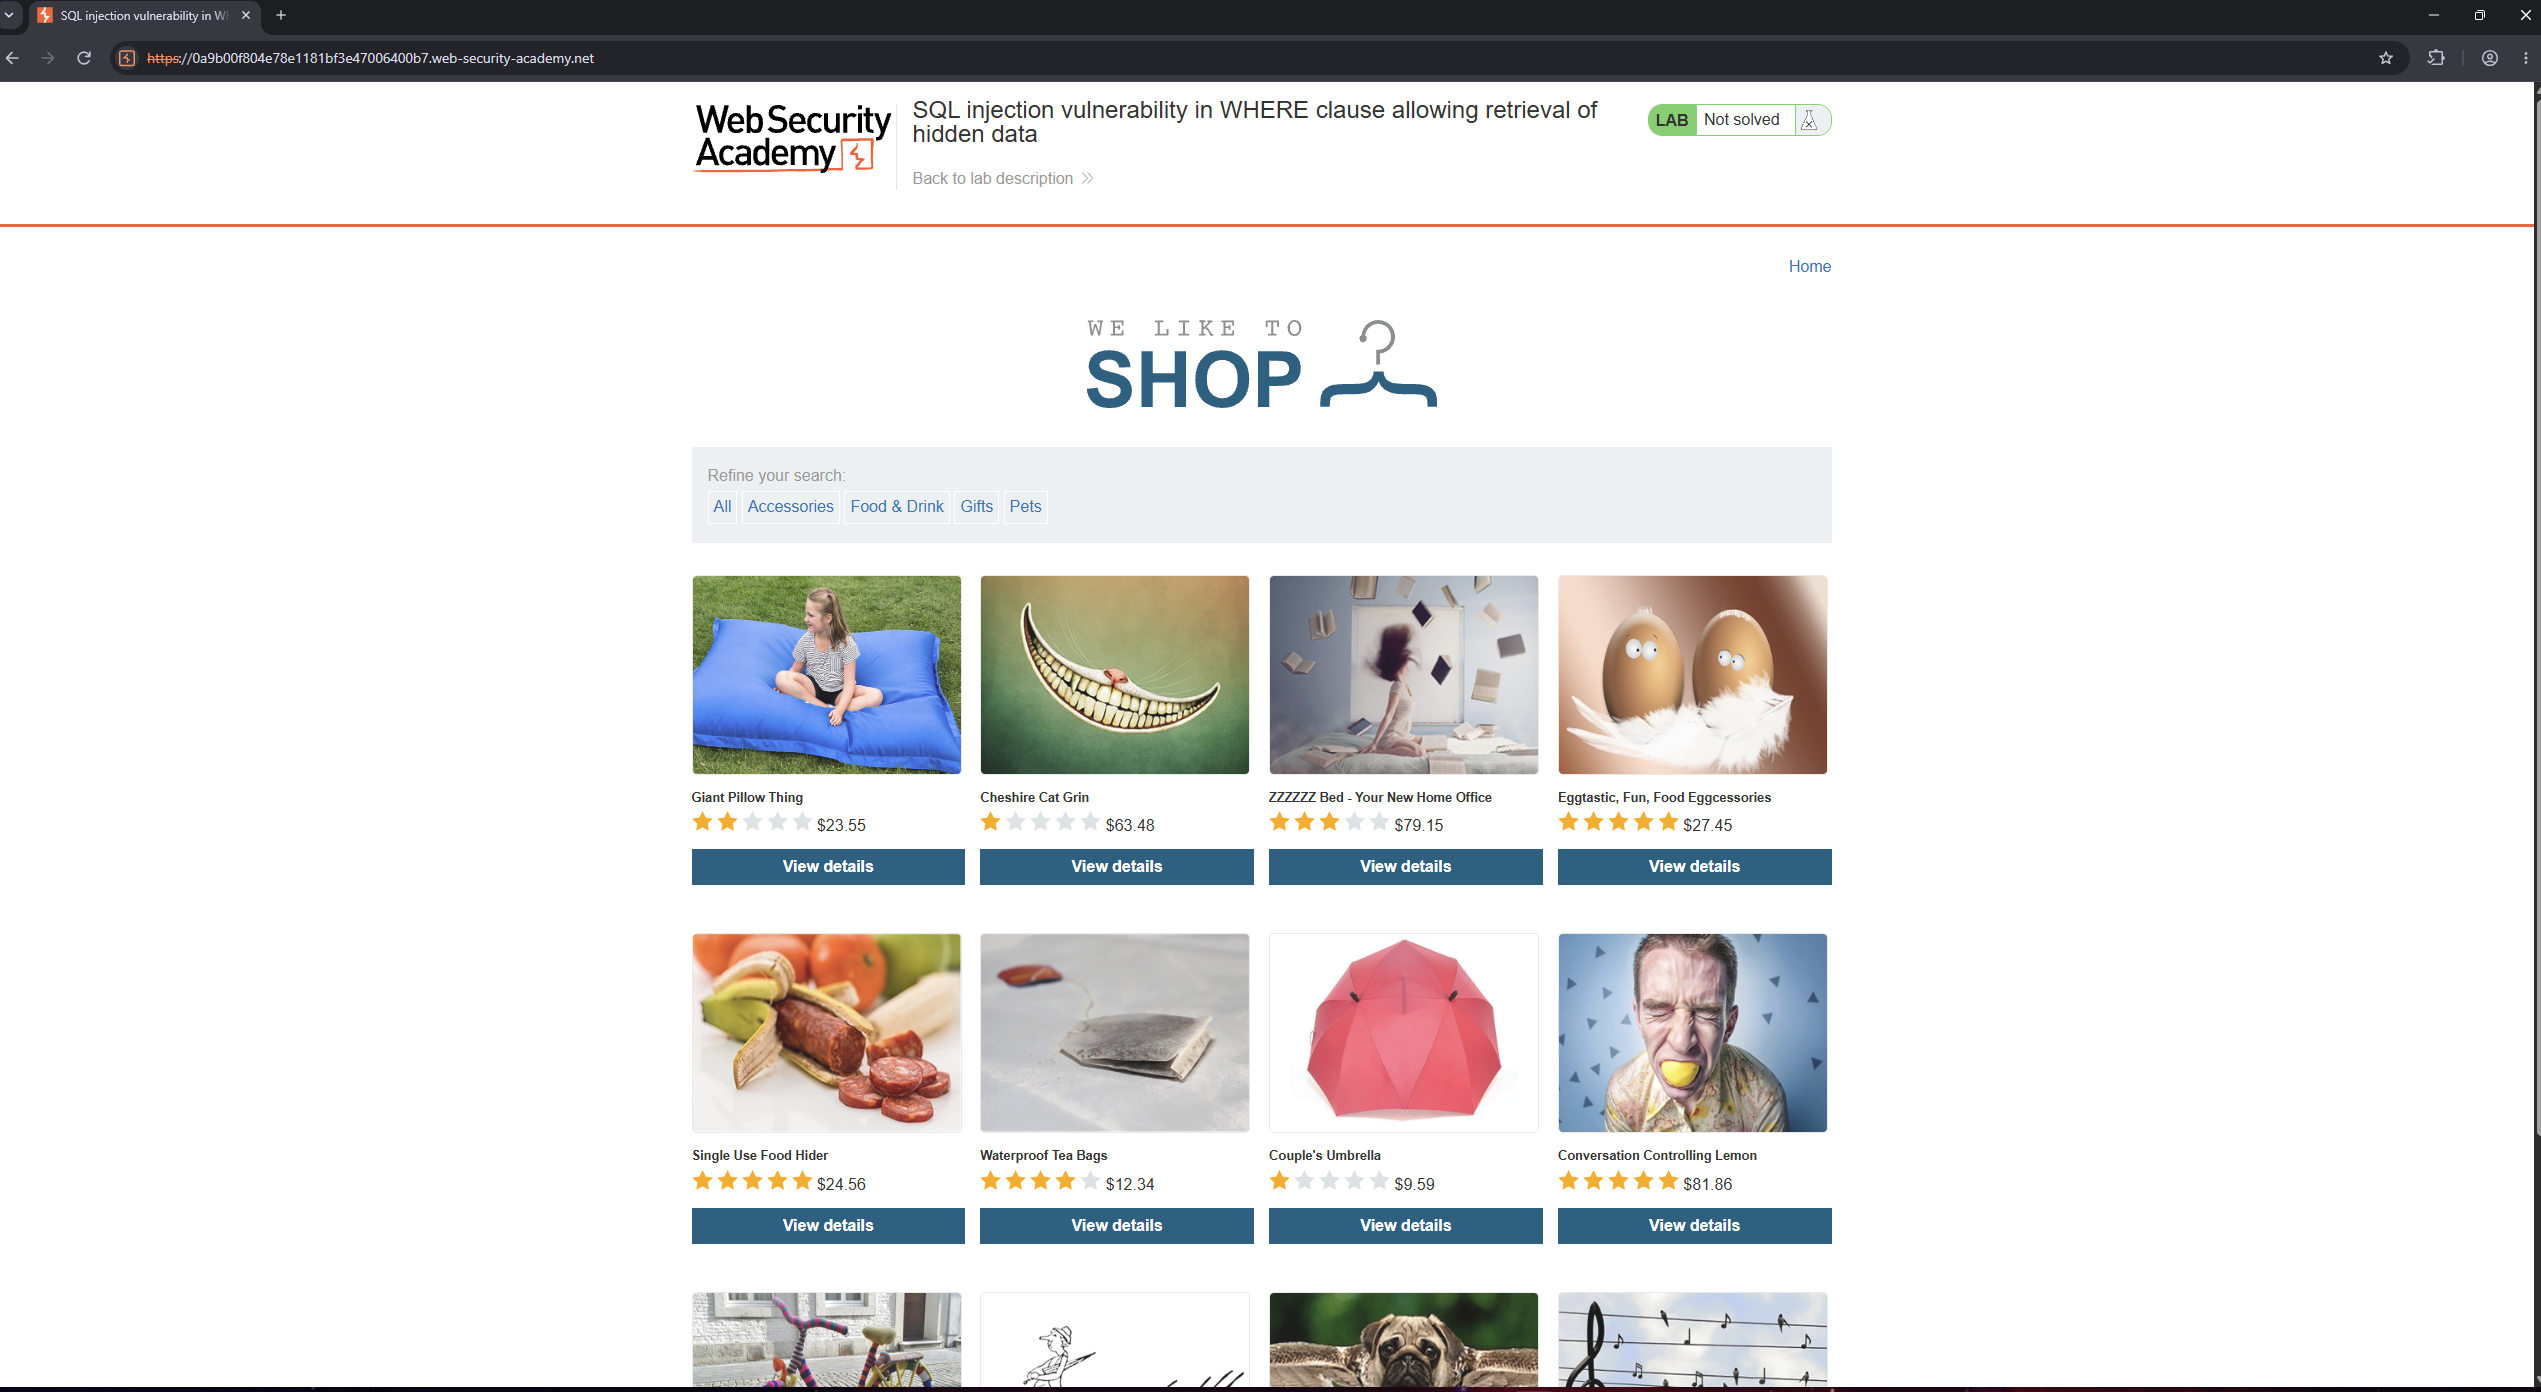 SQL injection vulnerability in Wh
https://0a9b00f804e78e1181bf3e47006400b7.web-security-academy.net
Web Security
Academy
SQL injection vulnerability in WHERE clause allowing retrieval of
hidden data
Back to lab description
LAB
Not solved
Home
WE LIKE TO
SHOP
Refine your search:
All Accessories Food & Drink Gifts Pets
Giant Pillow Thing
$23.55
View details
Cheshire Cat Grin
$63.48
View details
ZZZZZZ Bed - Your New Home Office
$79.15
View details
Eggtastic, Fun, Food Eggcessories
$27.45
View details
Single Use Food Hider
$24.56
View details
Waterproof Tea Bags
$12.34
View details
Couple's Umbrella
$9.59
View details
Conversation Controlling Lemon
$81.86
View details